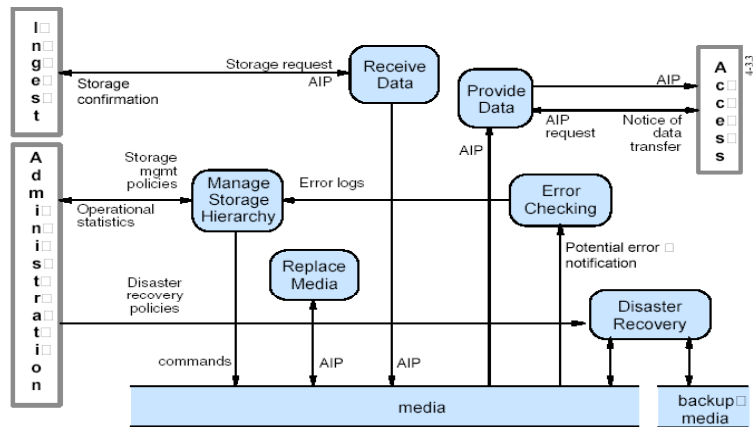 Ingest
Storage request
AIP
Storage
confirmation
Receive
Data
Provide
Data
AIP
AIP
request
Notice of
data
transfer
Access
4-3.3
Administration
Storage
mgmt
policies
Operational
statistics
Manage
Storage
Hierarchy
Error logs
AIP
Error
Checking
Potential error
notification
Replace
Media
Disaster
recovery
policies
Disaster
Recovery
commands
AIP
AIP
media
backup
media